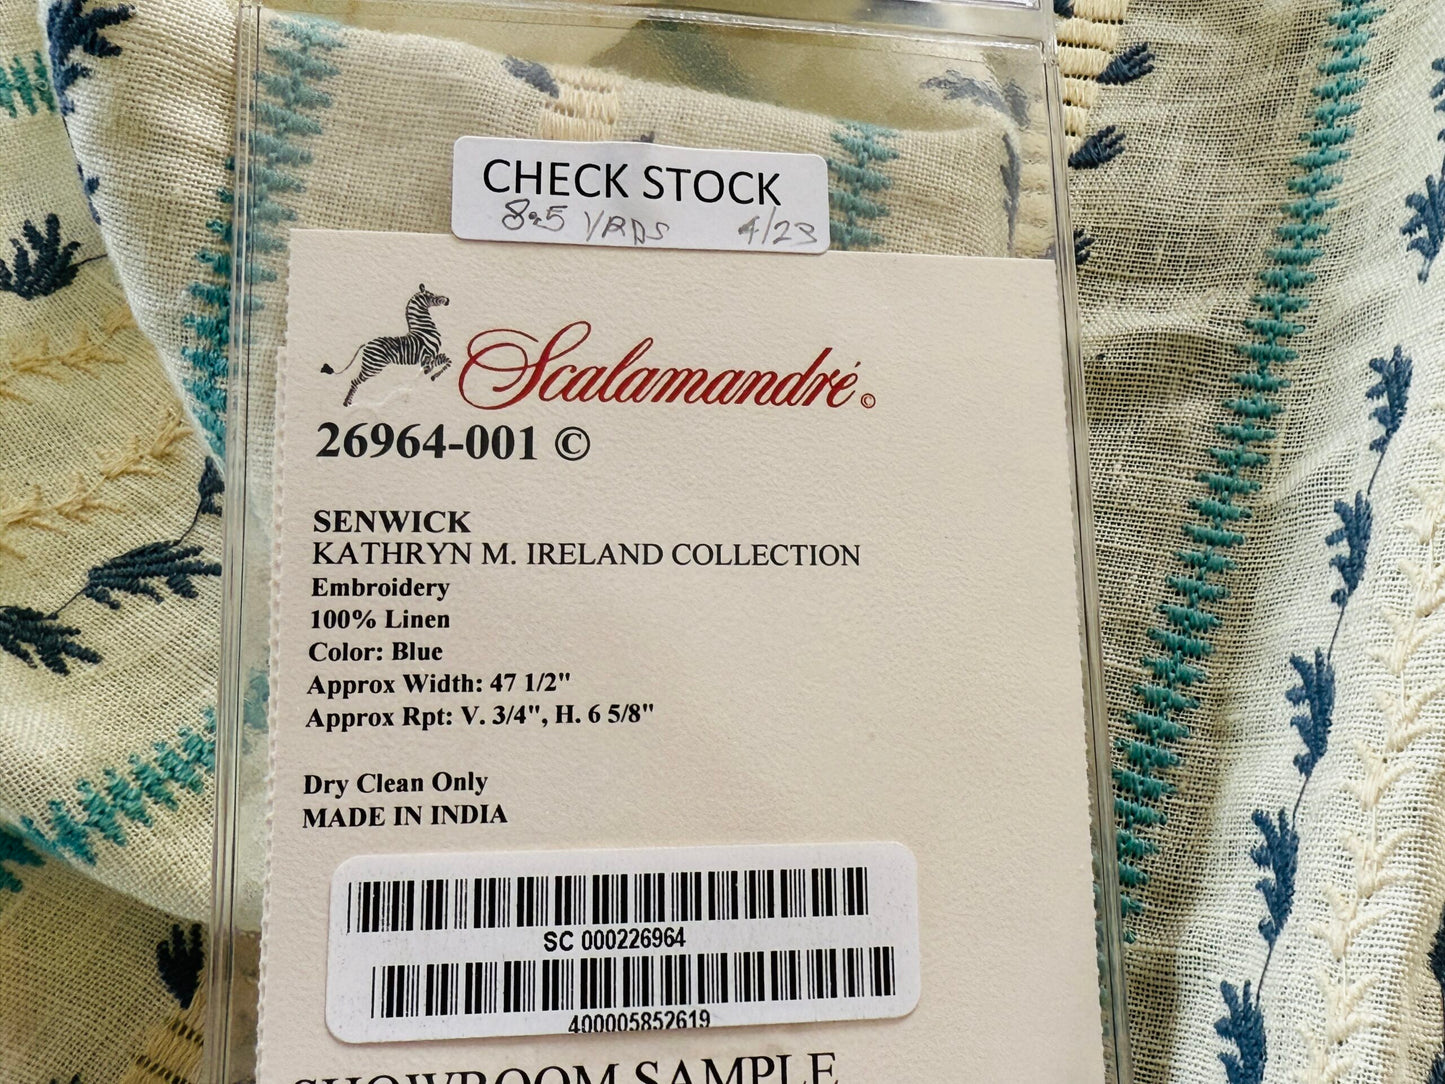 CHECK STOCK
8.5 YRDS 4/23
Scalamandré ©
26964-001 ©
SENWICK
KATHRYN M. IRELAND COLLECTION
Embroidery
100% Linen
Color: Blue
Approx Width: 47 1/2"
Approx Rpt: V. 3/4", H. 6 5/8"
Dry Clean Only
MADE IN INDIA
SC 000226964
400005852619
SHOWROOM SAMPLE